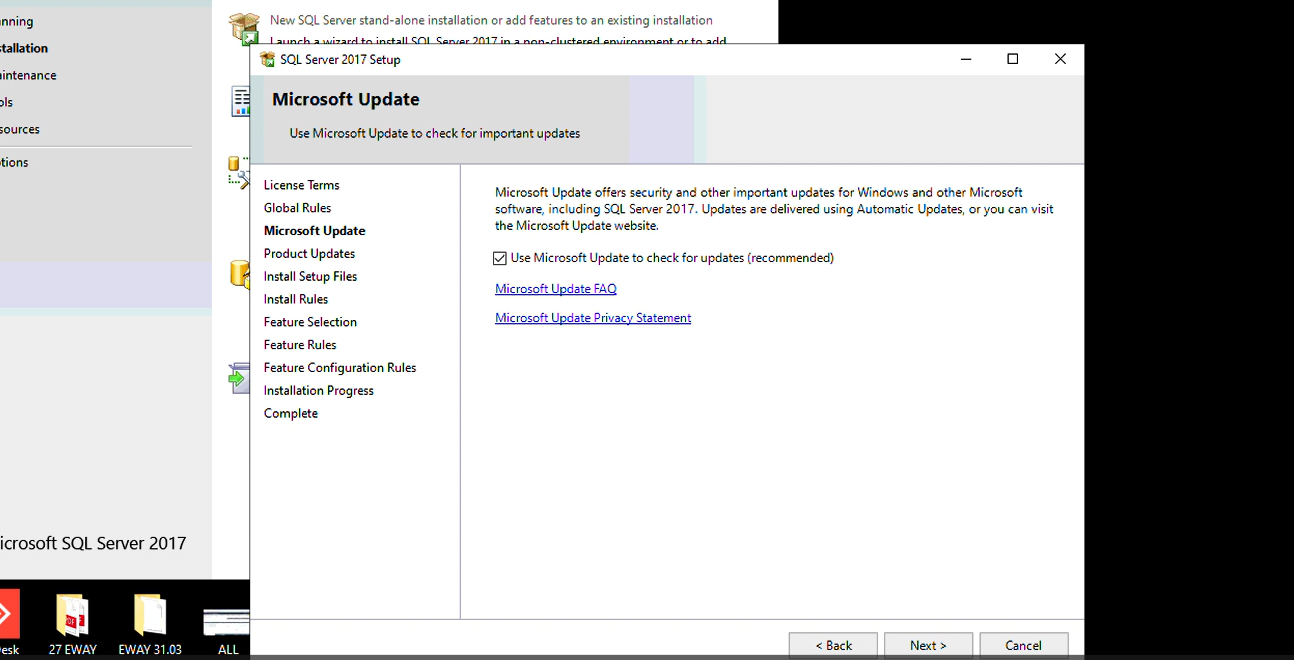 nning
stallation
aintenance
ols
sources
tions
icrosoft SQL Server 2017
New SQL Server stand-alone installation or add features to an existing installation
Launch a wizard to install SQL Server 2017 in a non-clustered environment or to add
SQL Server 2017 Setup
Microsoft Update
Use Microsoft Update to check for important updates
License Terms
Global Rules
Microsoft Update
Product Updates
Install Setup Files
Install Rules
Feature Selection
Feature Rules
Feature Configuration Rules
Installation Progress
Complete
Microsoft Update offers security and other important updates for Windows and other Microsoft
software, including SQL Server 2017. Updates are delivered using Automatic Updates, or you can visit
the Microsoft Update website.
Use Microsoft Update to check for updates (recommended)
Microsoft Update FAQ
Microsoft Update Privacy Statement
< Back
Next >
Cancel
PDF
esk
27 EWAY
EWAY 31.03
ALL